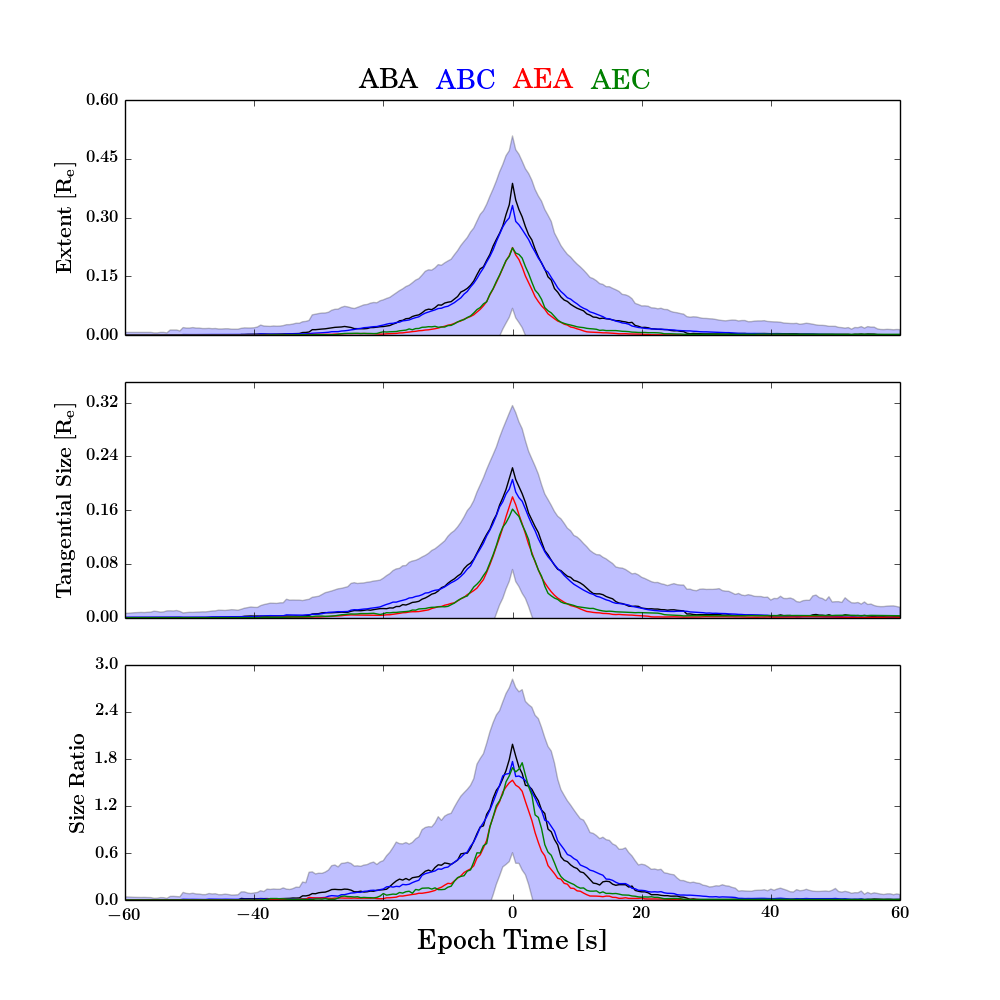 ABA ABC AEA AEC
0.60
0.45
0.30
0.15
0.00
Extent [Re]
0.32
0.24
0.16
0.08
0.00
Tangential Size [Re]
3.0
2.4
1.8
1.2
0.6
0.0
Size Ratio
−60 −40 −20 0 20 40 60
Epoch Time [s]